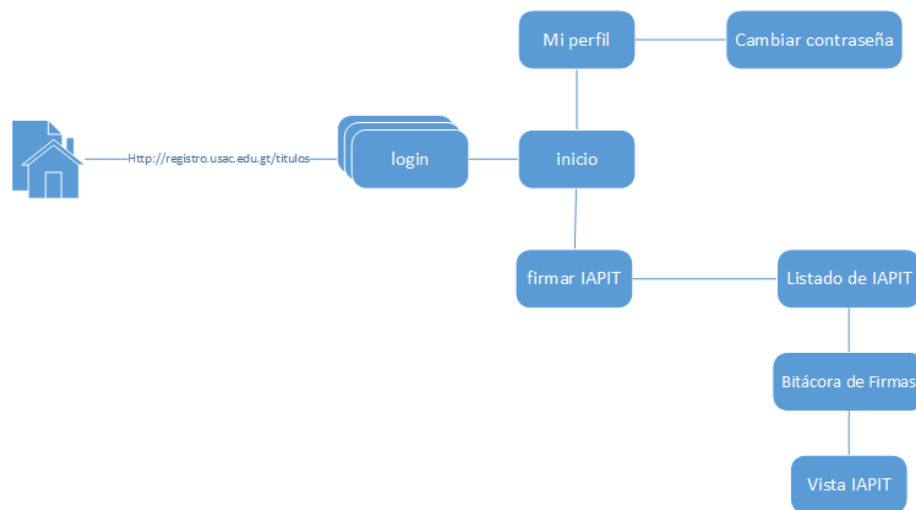 Mi perfil
Cambiar contraseña
Http://registro.usac.edu.gt/titulos
login
inicio
firmar IAPIT
Listado de IAPIT
Bitácora de Firmas
Vista IAPIT